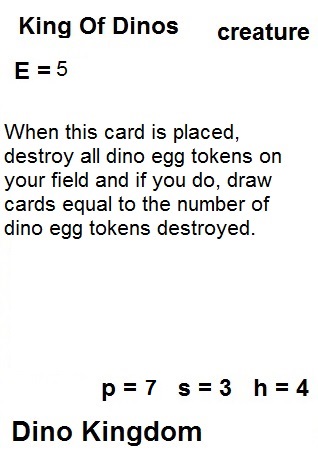 King Of Dinos creature
E = 5
When this card is placed,
destroy all dino egg tokens on
your field and if you do, draw
cards equal to the number of
dino egg tokens destroyed.
p = 7 s = 3 h = 4
Dino Kingdom